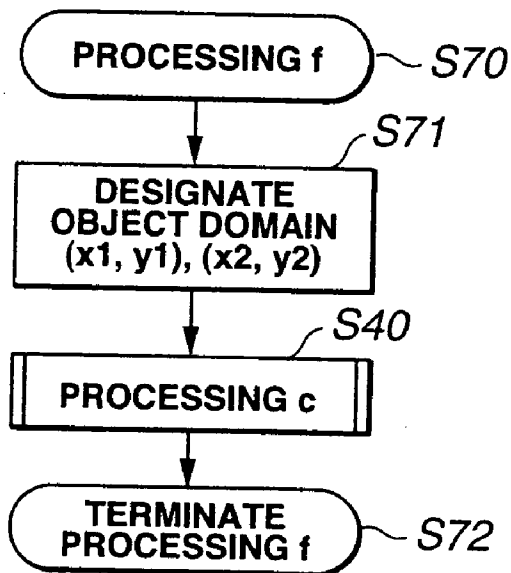 PROCESSING f
S70
S71
DESIGNATE
OBJECT DOMAIN
(x1, y1), (x2, y2)
S40
PROCESSING c
TERMINATE
PROCESSING f
S72